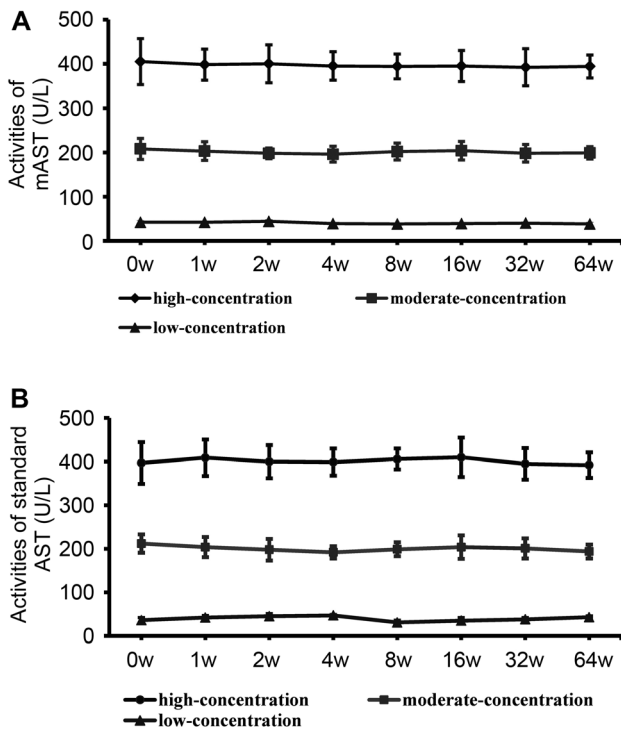 A
Activities of
mAST (U/L)
500
400
300
200
100
0
0w 1w 2w 4w 8w 16w 32w 64w
high-concentration moderate-concentration
low-concentration
B
Activities of standard
AST (U/L)
500
400
300
200
100
0
0w 1w 2w 4w 8w 16w 32w 64w
high-concentration moderate-concentration
low-concentration